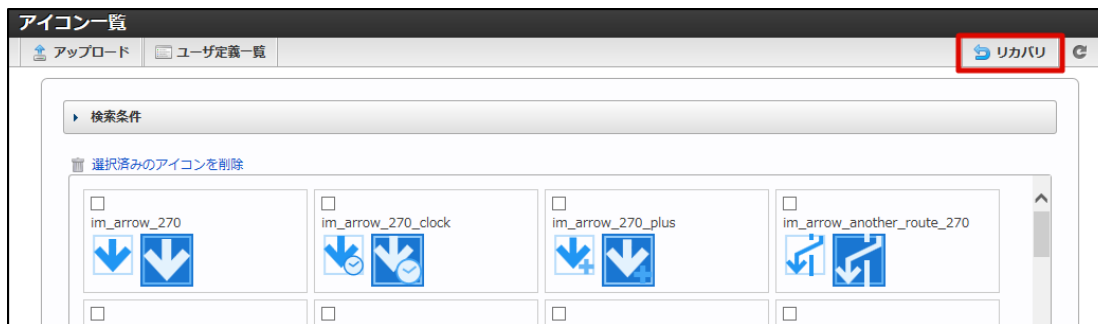 アイコン一覧
アップロード ユーザ定義一覧 リカバリ
検索条件
選択済みのアイコンを削除
im_arrow_270 im_arrow_270_clock im_arrow_270_plus im_arrow_another_route_270